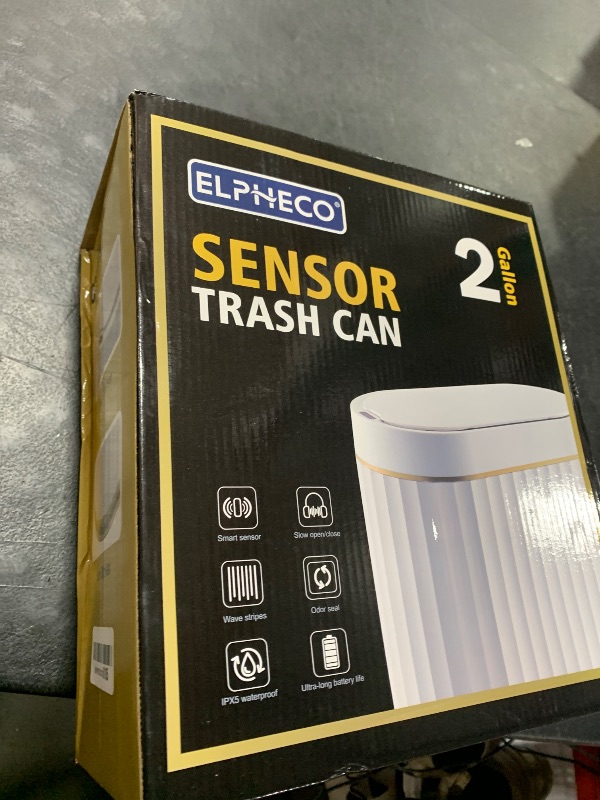 ELPHECO®
SENSOR
TRASH CAN
2 Gallon
Smart sensor
Slow open/close
Wave stripes
Odor seal
IPX5 waterproof
Ultra-long battery life